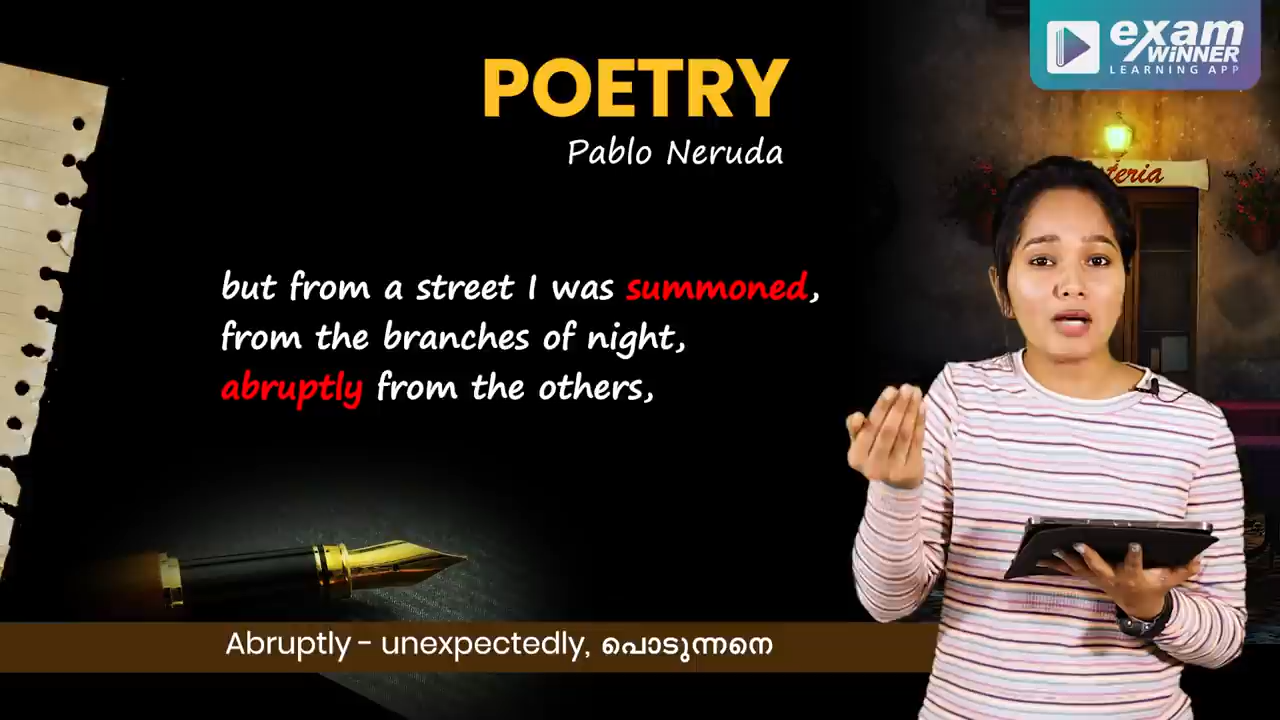 exam
WINNER
LEARNING APP
POETRY
Pablo Neruda
teria
but from a street I was summoned,
from the branches of night,
abruptly from the others,
Abruptly - unexpectedly, പൊടുന്നനെ